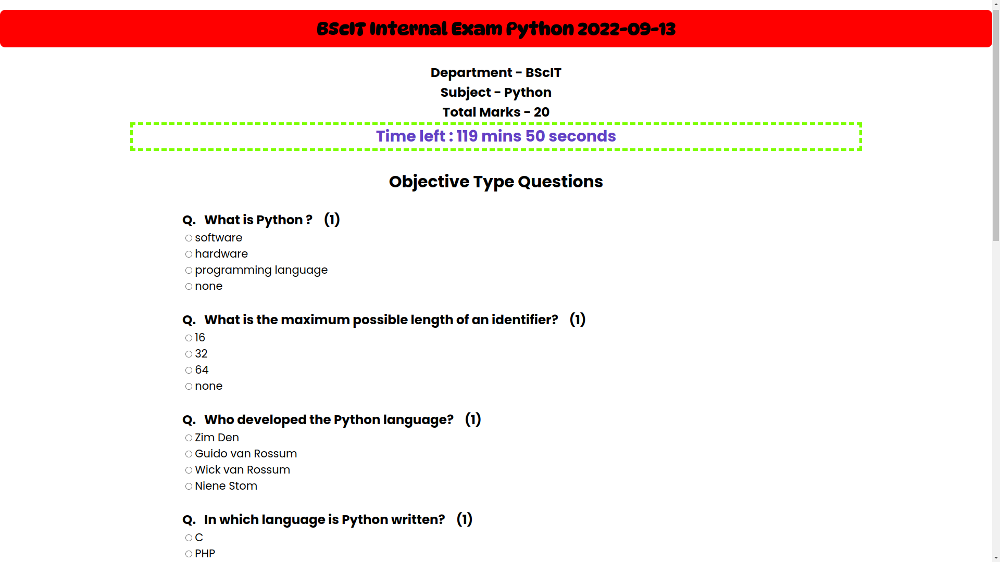 BScIT Internal Exam Python 2022-09-13
Department - BScIT
Subject - Python
Total Marks - 20
Time left : 119 mins 50 seconds
Objective Type Questions
Q. What is Python ? (1)
software
hardware
programming language
none
Q. What is the maximum possible length of an identifier? (1)
16
32
64
none
Q. Who developed the Python language? (1)
Zim Den
Guido van Rossum
Wick van Rossum
Niene Stom
Q. In which language is Python written? (1)
C
PHP